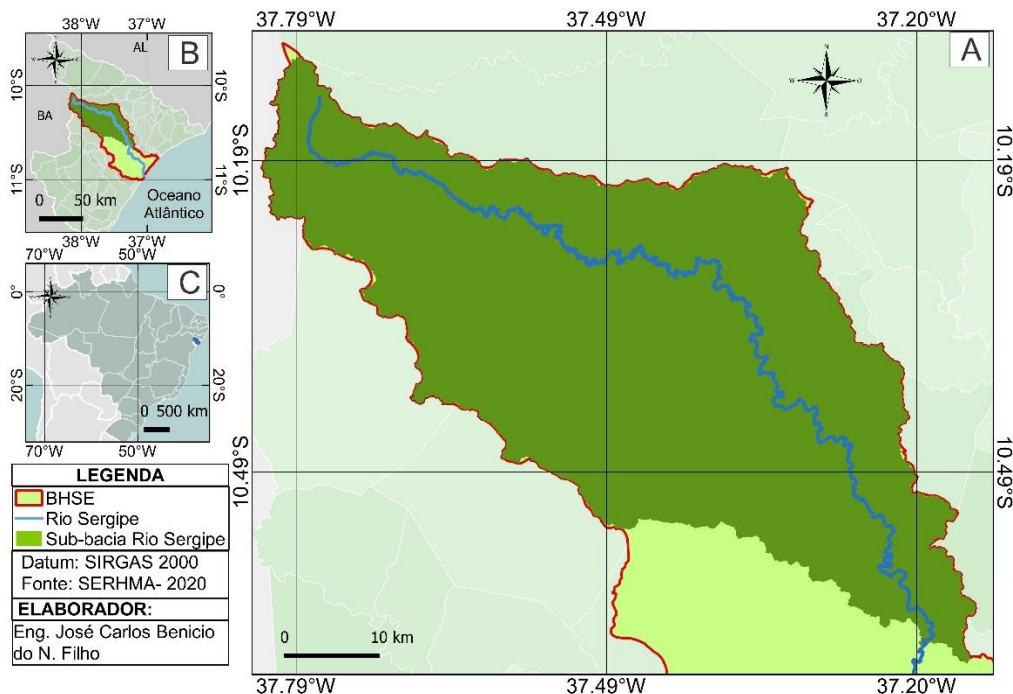 38°W 37°W
B
AL
BA
10°S
10°S
11°S
11°S
Oceano
Atlântico
0 50 km
38°W 37°W
70°W 50°W
C
0°
0°
20°S
20°S
0 500 km
70°W 50°W
LEGENDA
BHSE
Rio Sergipe
Sub-bacia Rio Sergipe
Datum: SIRGAS 2000
Fonte: SERHMA- 2020
ELABORADOR:
Eng. José Carlos Benicio
do N. Filho
37.79°W 37.49°W 37.20°W
A
N
W O
S
10.19°S
10.19°S
10.49°S
10.49°S
0 10 km
37.79°W 37.49°W 37.20°W